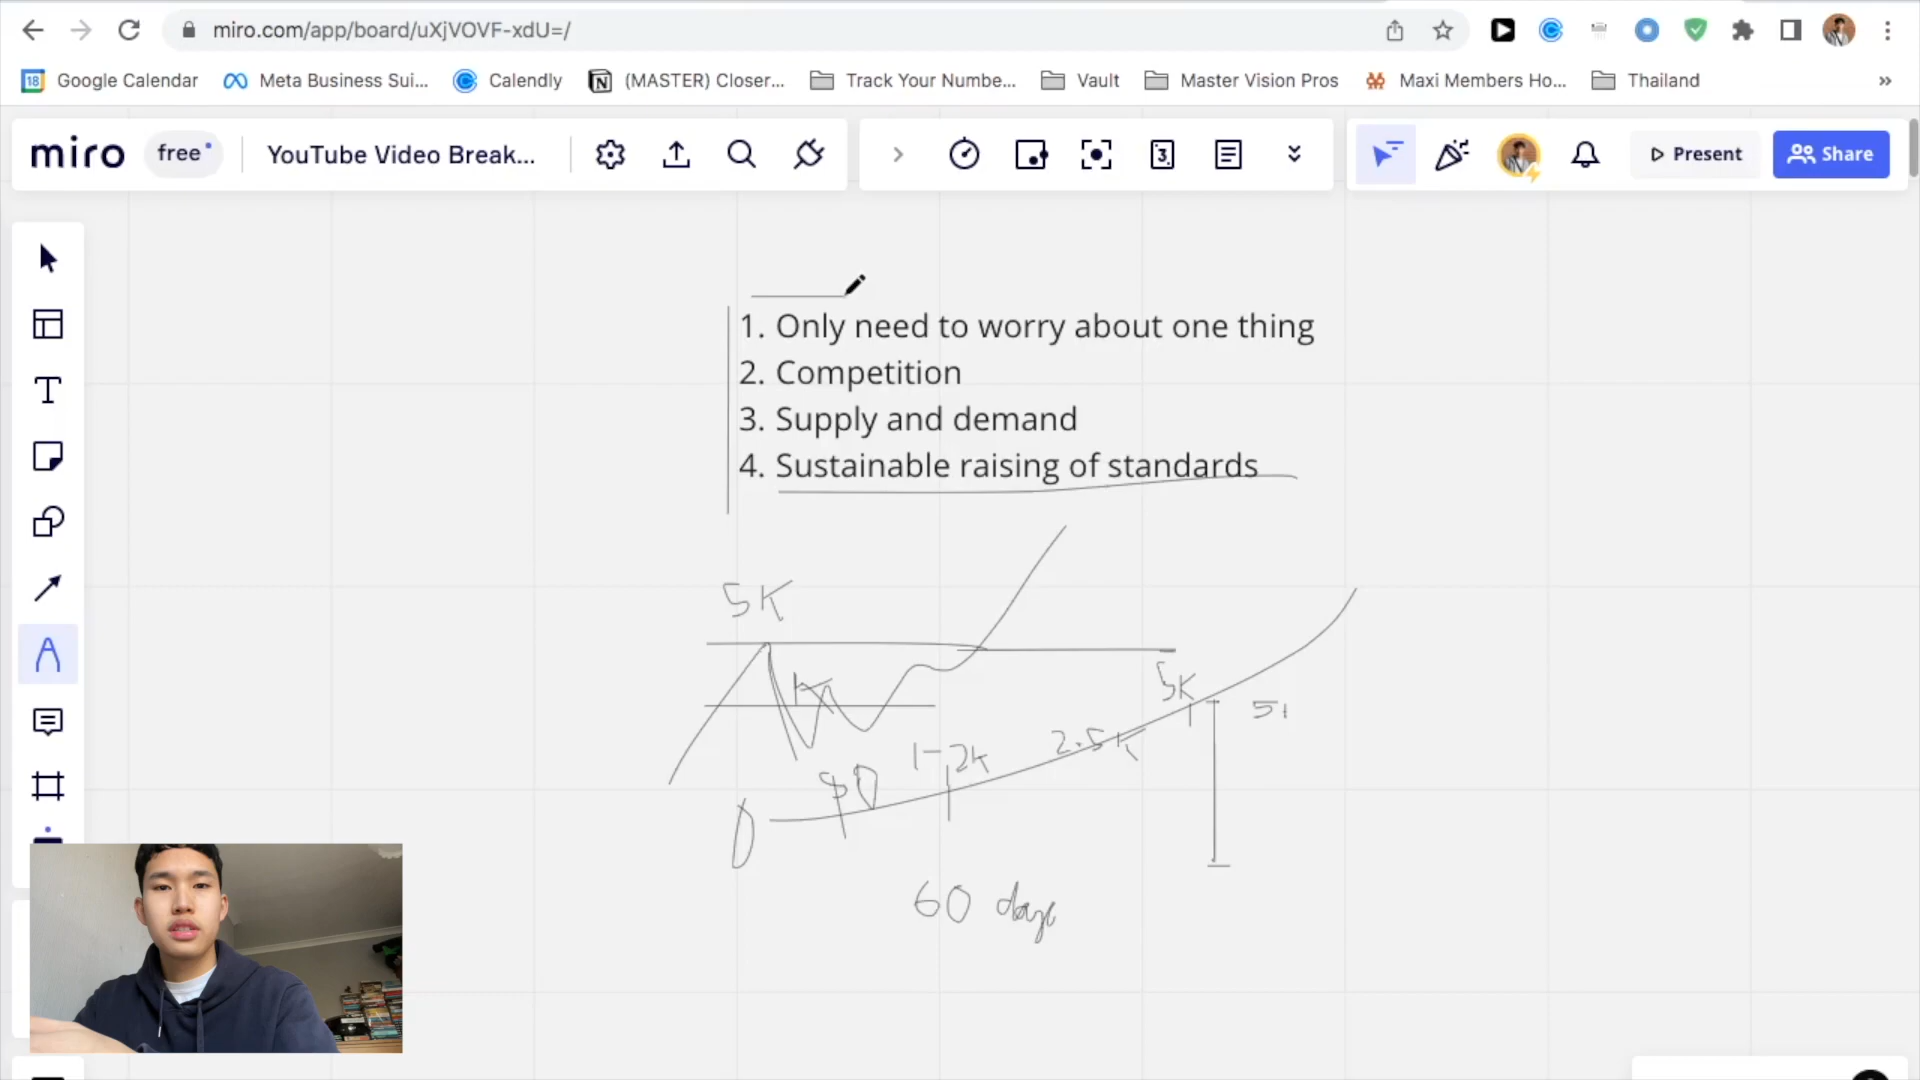 miro.com/app/board/uXjVOVF-xdU=/
18 Google Calendar Meta Business Sui... Calendly (MASTER) Closer... Track Your Numbe... Vault Master Vision Pros Maxi Members Ho... Thailand »
miro free YouTube Video Break... Present Share
1. Only need to worry about one thing
2. Competition
3. Supply and demand
4. Sustainable raising of standards
5K
5K
1-2K 2.5K
$0
0
60 days